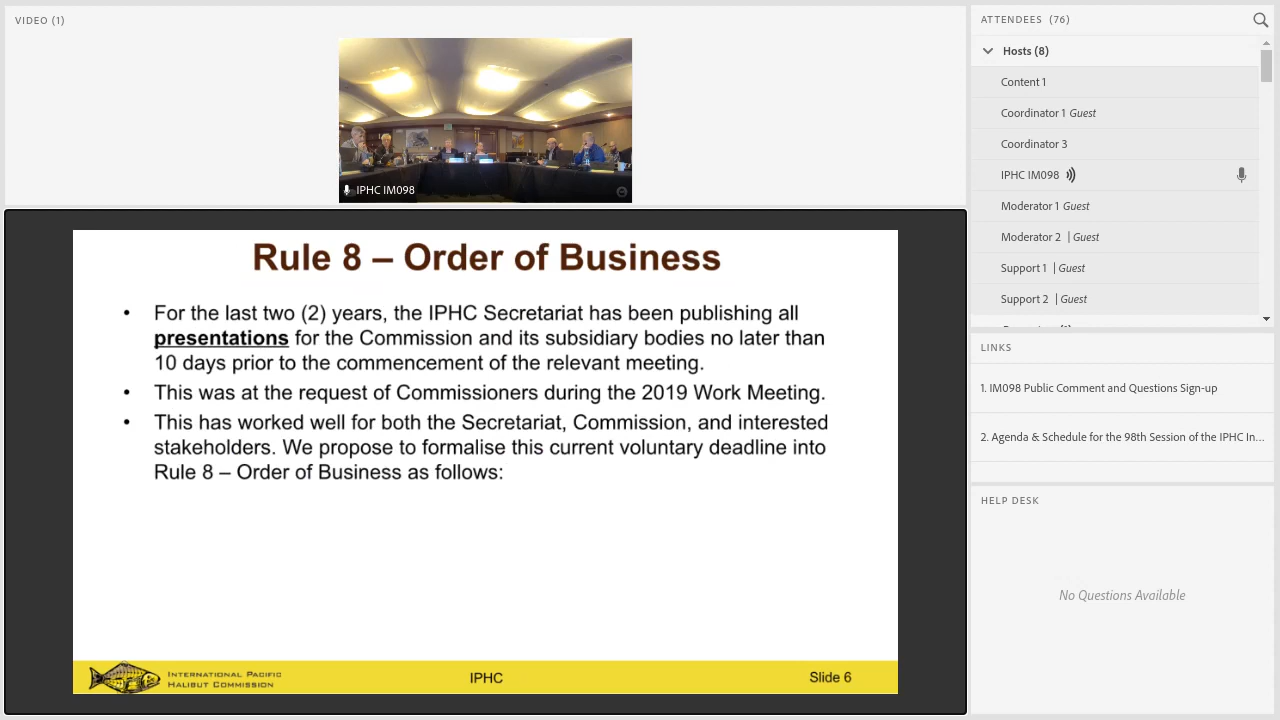 VIDEO (1)
IPHC IM098
Rule 8 – Order of Business
• For the last two (2) years, the IPHC Secretariat has been publishing all
presentations for the Commission and its subsidiary bodies no later than
10 days prior to the commencement of the relevant meeting.
• This was at the request of Commissioners during the 2019 Work Meeting.
• This has worked well for both the Secretariat, Commission, and interested
stakeholders. We propose to formalise this current voluntary deadline into
Rule 8 – Order of Business as follows:
INTERNATIONAL PACIFIC
HALIBUT COMMISSION
IPHC
Slide 6
ATTENDEES (76)
Hosts (8)
Content 1
Coordinator 1 Guest
Coordinator 3
IPHC IM098
Moderator 1 Guest
Moderator 2 | Guest
Support 1 | Guest
Support 2 | Guest
LINKS
1. IM098 Public Comment and Questions Sign-up
2. Agenda & Schedule for the 98th Session of the IPHC In...
HELP DESK
No Questions Available